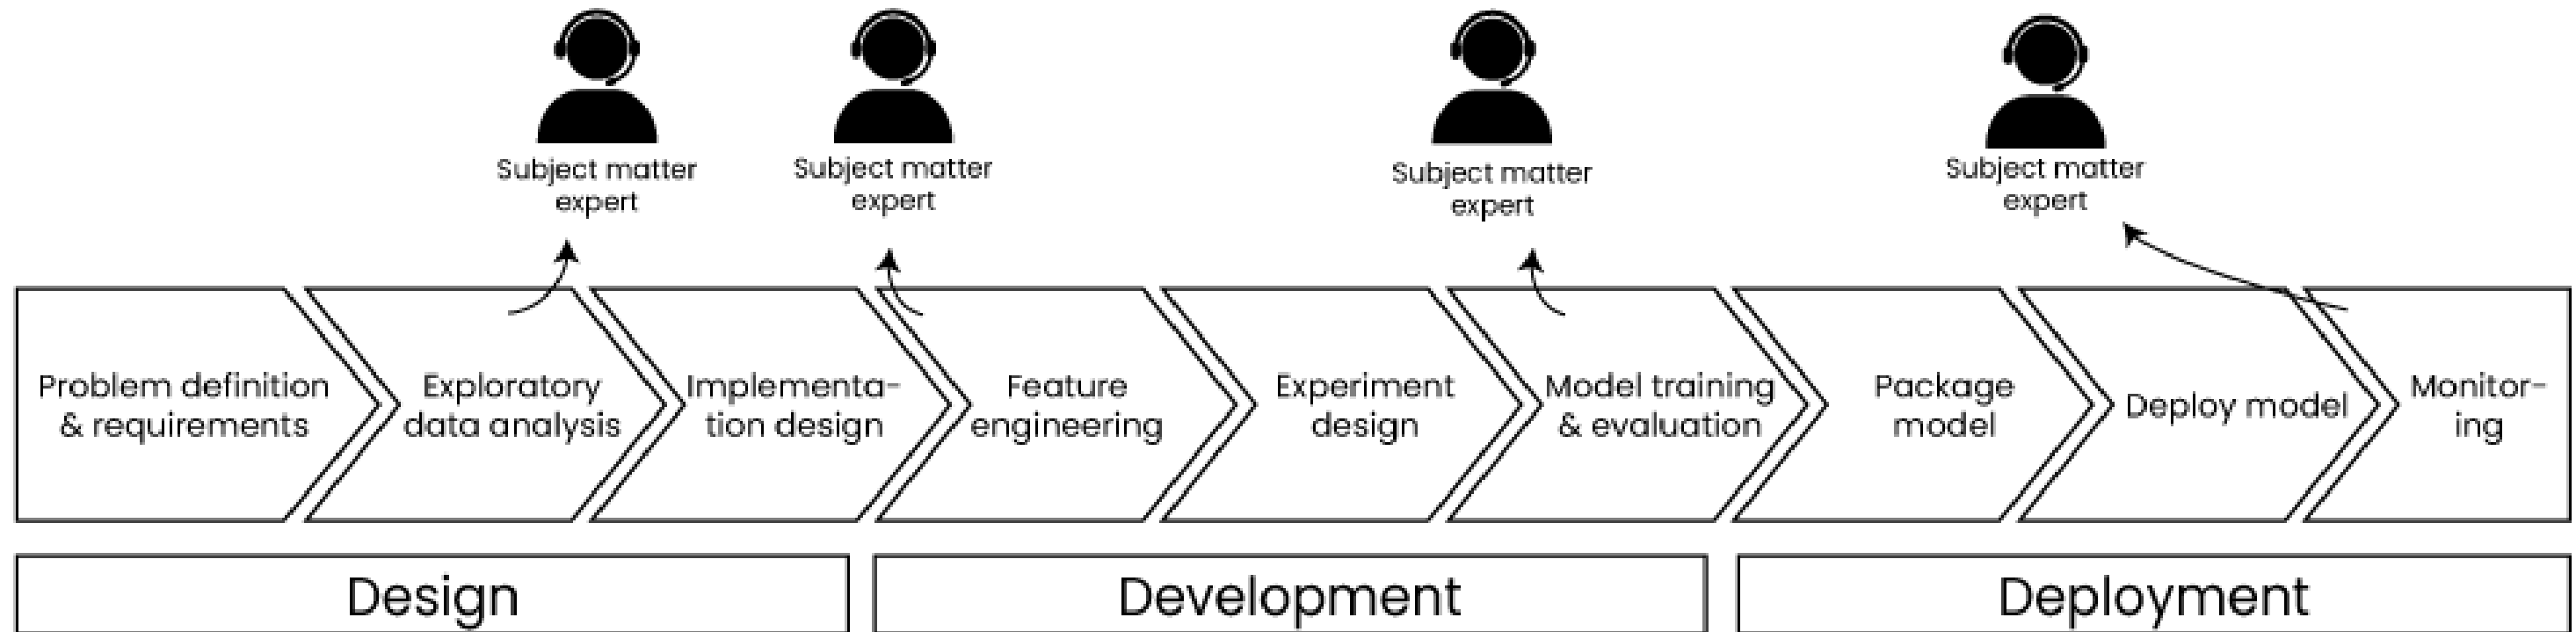 Subject matter
expert
Subject matter
expert
Subject matter
expert
Subject matter
expert
Problem definition
& requirements
Exploratory
data analysis
Implementa-
tion design
Feature
engineering
Experiment
design
Model training
& evaluation
Package
model
Deploy model
Monitor-
ing
Design
Development
Deployment